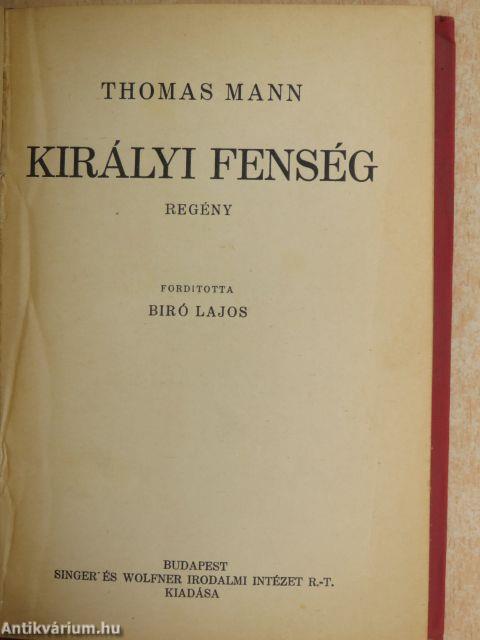 THOMAS MANN
KIRÁLYI FENSÉG
REGÉNY
FORDITOTTA
BIRÓ LAJOS
BUDAPEST
SINGER ÉS WOLFNER IRODALMI INTÉZET R.-T.
KIADÁSA
Antikvárium.hu